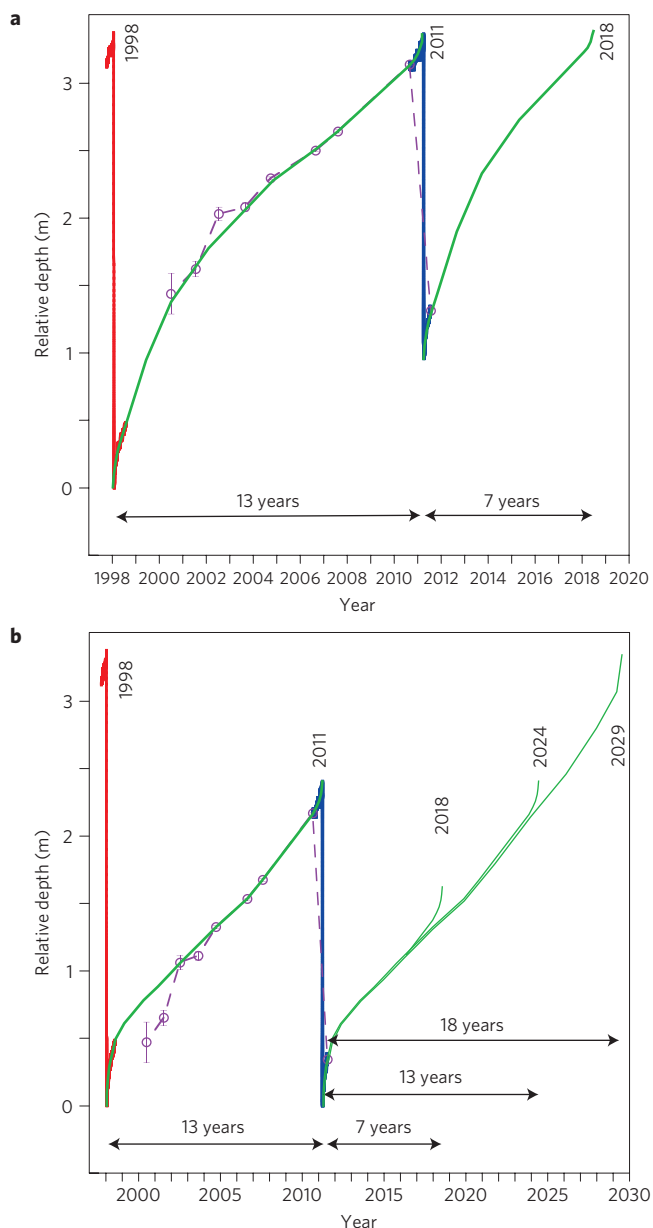 a
1998
2011
2018
3
2
1
0
Relative depth (m)
13 years
7 years
1998 2000 2002 2004 2006 2008 2010 2012 2014 2016 2018 2020
Year
b
1998
2011
2018
2024
2029
3
2
1
0
Relative depth (m)
18 years
13 years
13 years
7 years
2000 2005 2010 2015 2020 2025 2030
Year